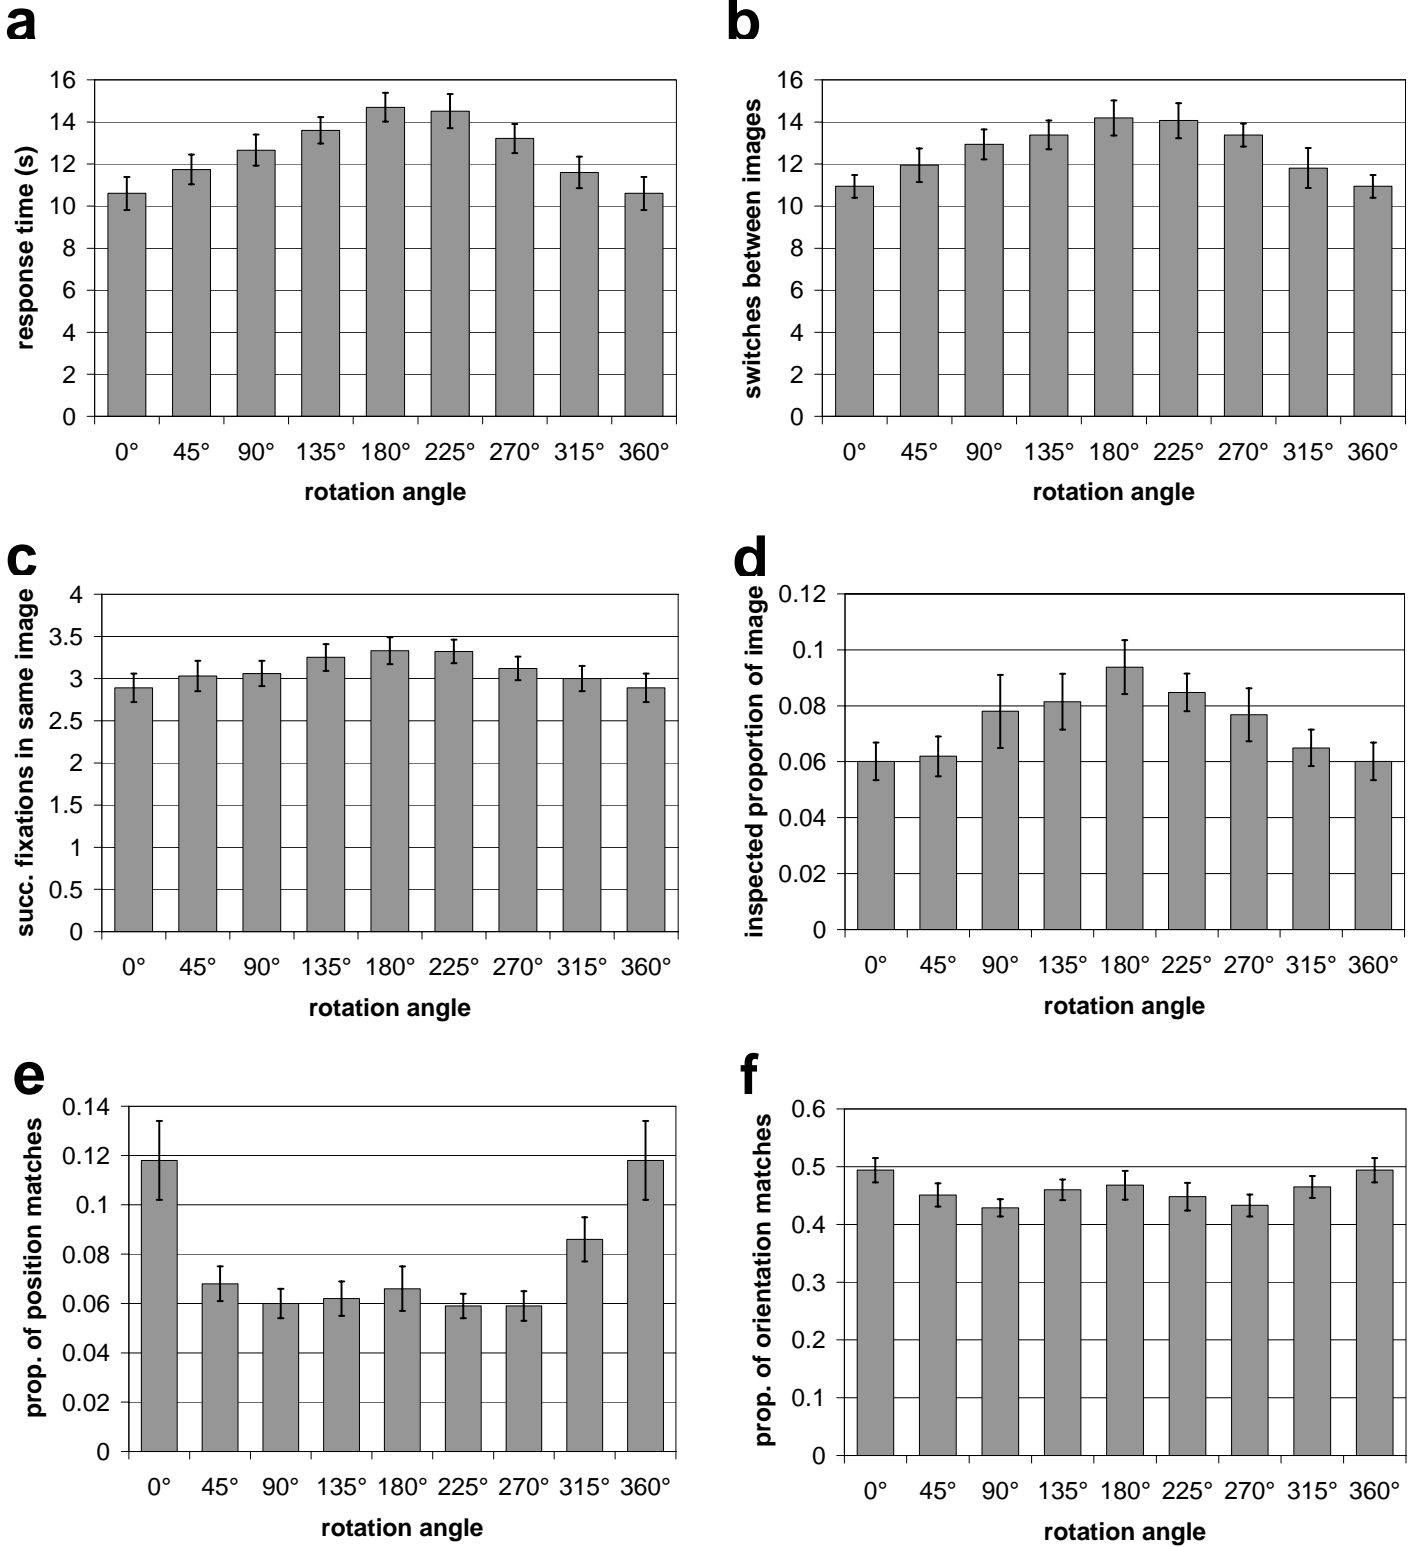 a
response time (s)
16
14
12
10
8
6
4
2
0
0° 45° 90° 135° 180° 225° 270° 315° 360°
rotation angle
b
switches between images
16
14
12
10
8
6
4
2
0
0° 45° 90° 135° 180° 225° 270° 315° 360°
rotation angle
c
succ. fixations in same image
4
3.5
3
2.5
2
1.5
1
0.5
0
0° 45° 90° 135° 180° 225° 270° 315° 360°
rotation angle
d
inspected proportion of image
0.12
0.1
0.08
0.06
0.04
0.02
0
0° 45° 90° 135° 180° 225° 270° 315° 360°
rotation angle
e
prop. of position matches
0.14
0.12
0.1
0.08
0.06
0.04
0.02
0
0° 45° 90° 135° 180° 225° 270° 315° 360°
rotation angle
f
prop. of orientation matches
0.6
0.5
0.4
0.3
0.2
0.1
0
0° 45° 90° 135° 180° 225° 270° 315° 360°
rotation angle